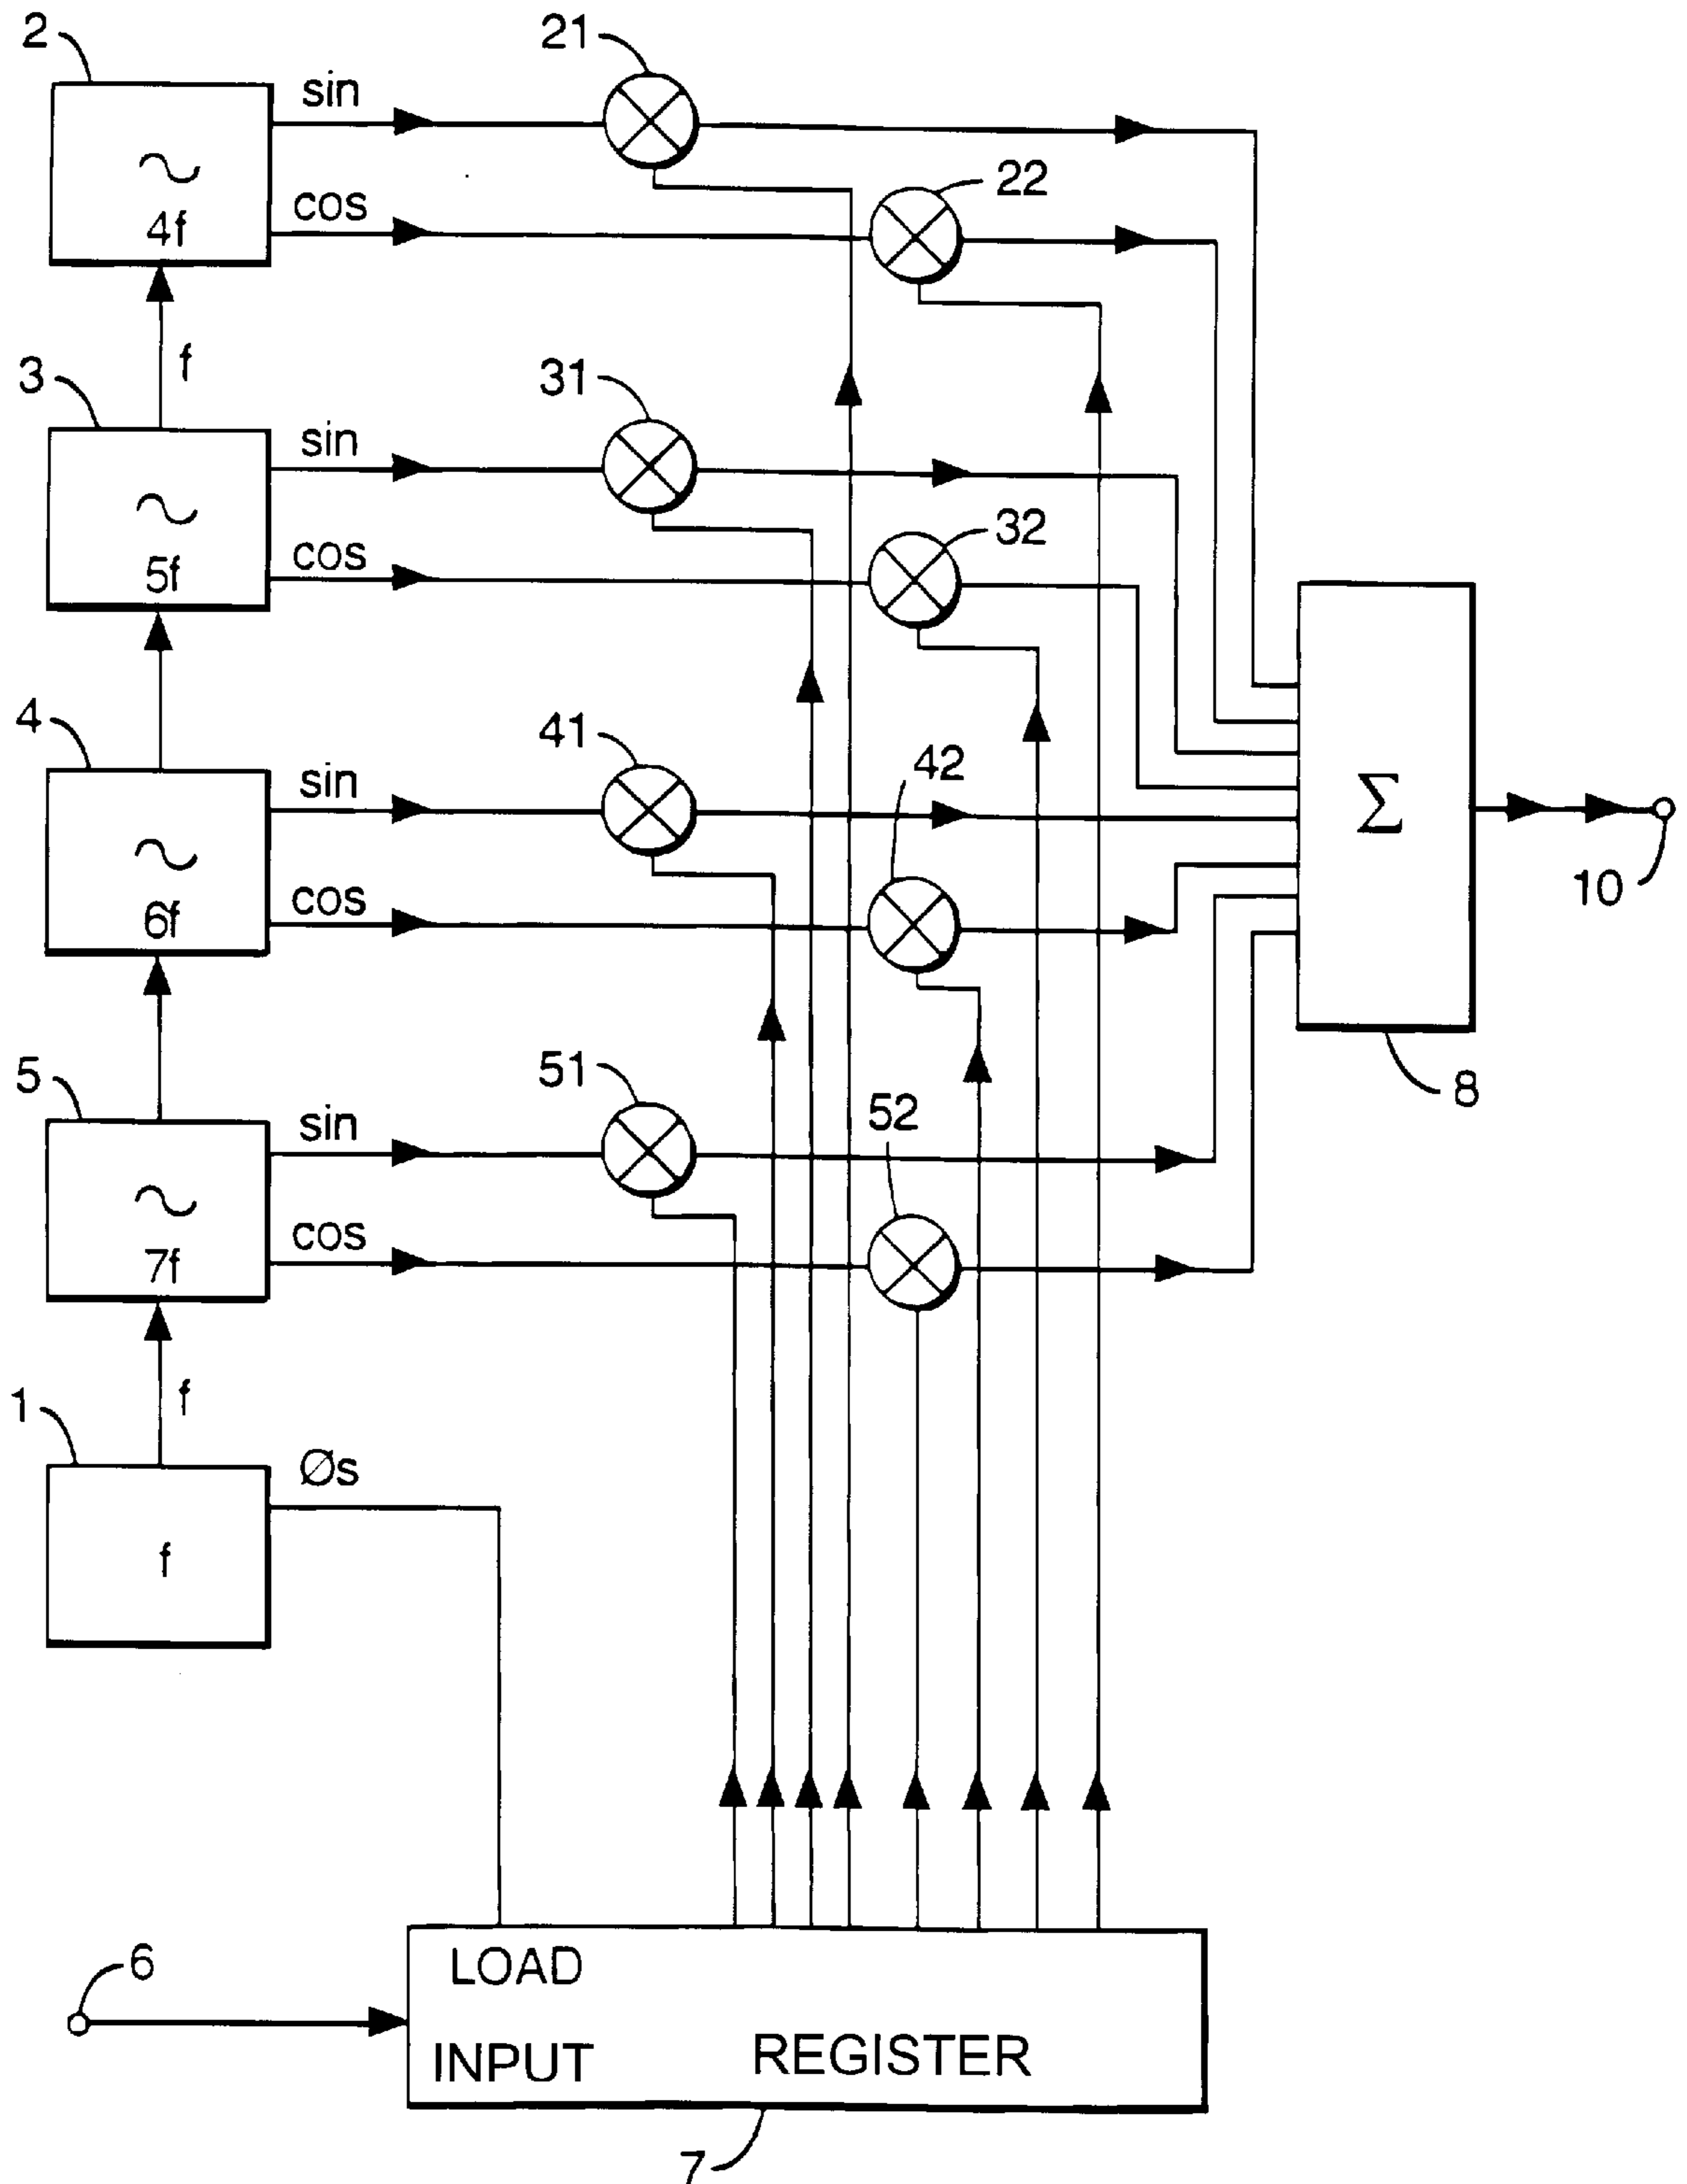 2
21
sin
22
cos
4f
f
3
31
sin
32
cos
5f
4
41
sin
42
Σ
cos
6f
10
5
51
sin
52
8
cos
7f
f
1
Øs
f
6
LOAD
INPUT REGISTER
7